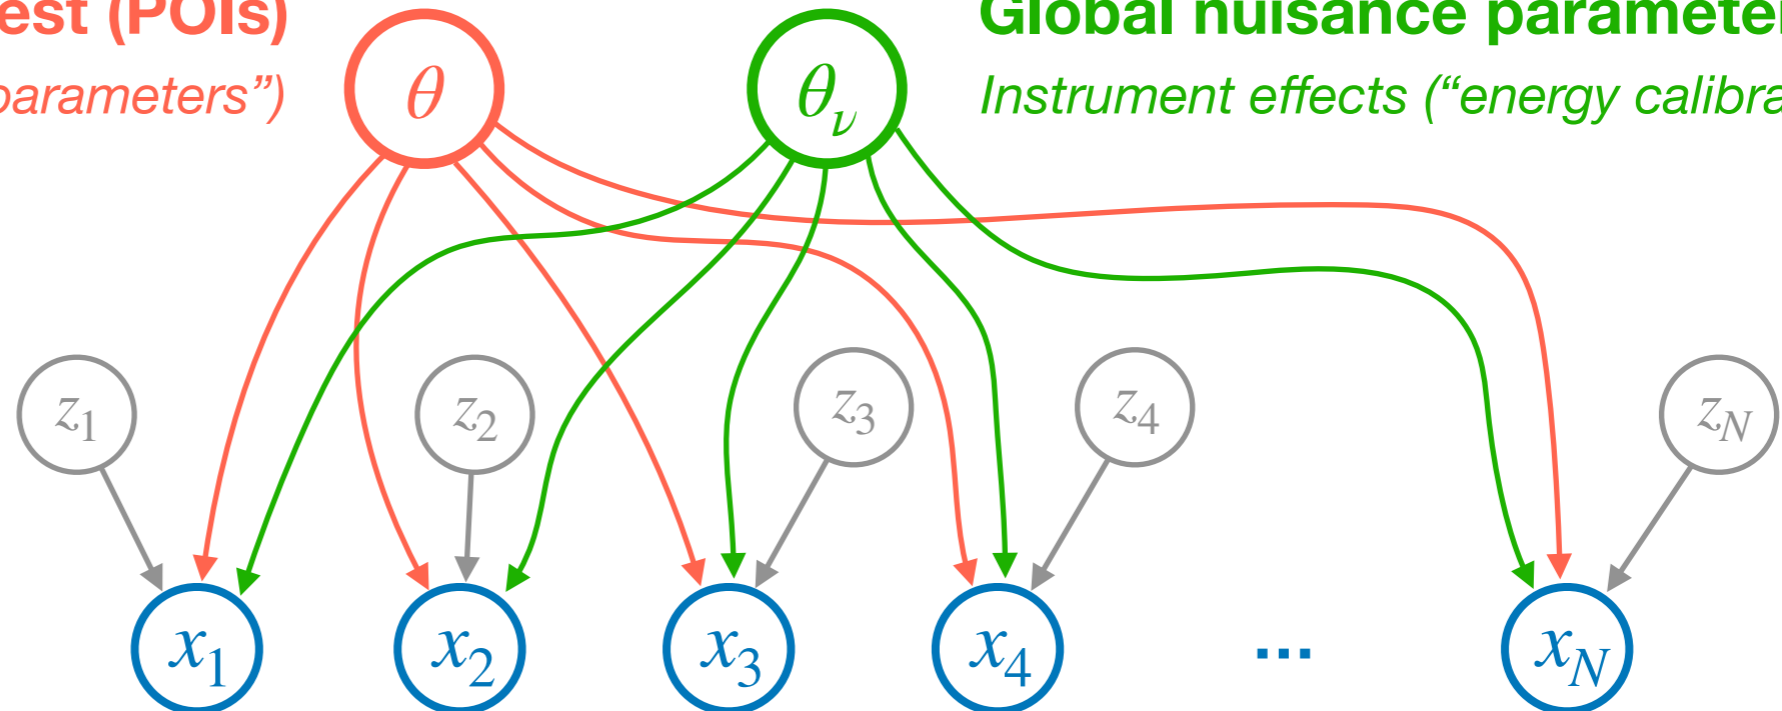 est (POIs)
parameters”)
θ
θ_ν
Global nuisance parameter
Instrument effects (“energy calibra
z_1
z_2
z_3
z_4
z_N
x_1
x_2
x_3
x_4
...
x_N